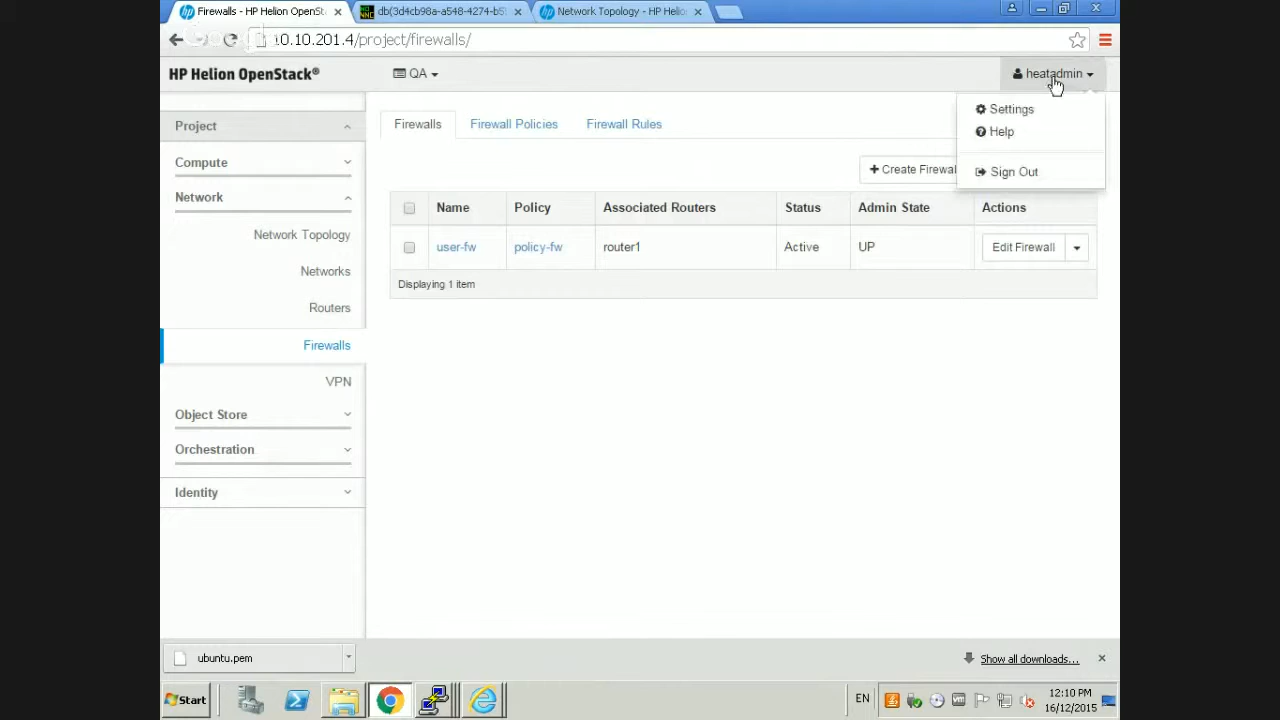 Firewalls - HP Helion OpenSt
db(3d4cb98a-a548-4274-b5
Network Topology - HP Helio
10.10.201.4/project/firewalls/
HP Helion OpenStack®
QA
heatadmin
Settings
Help
Sign Out
Project
Compute
Network
Network Topology
Networks
Routers
Firewalls
VPN
Object Store
Orchestration
Identity
Firewalls Firewall Policies Firewall Rules
+ Create Firewal
Name Policy Associated Routers Status Admin State Actions
user-fw policy-fw router1 Active UP Edit Firewall
Displaying 1 item
ubuntu.pem
Show all downloads...
Start
EN
12:10 PM
16/12/2015